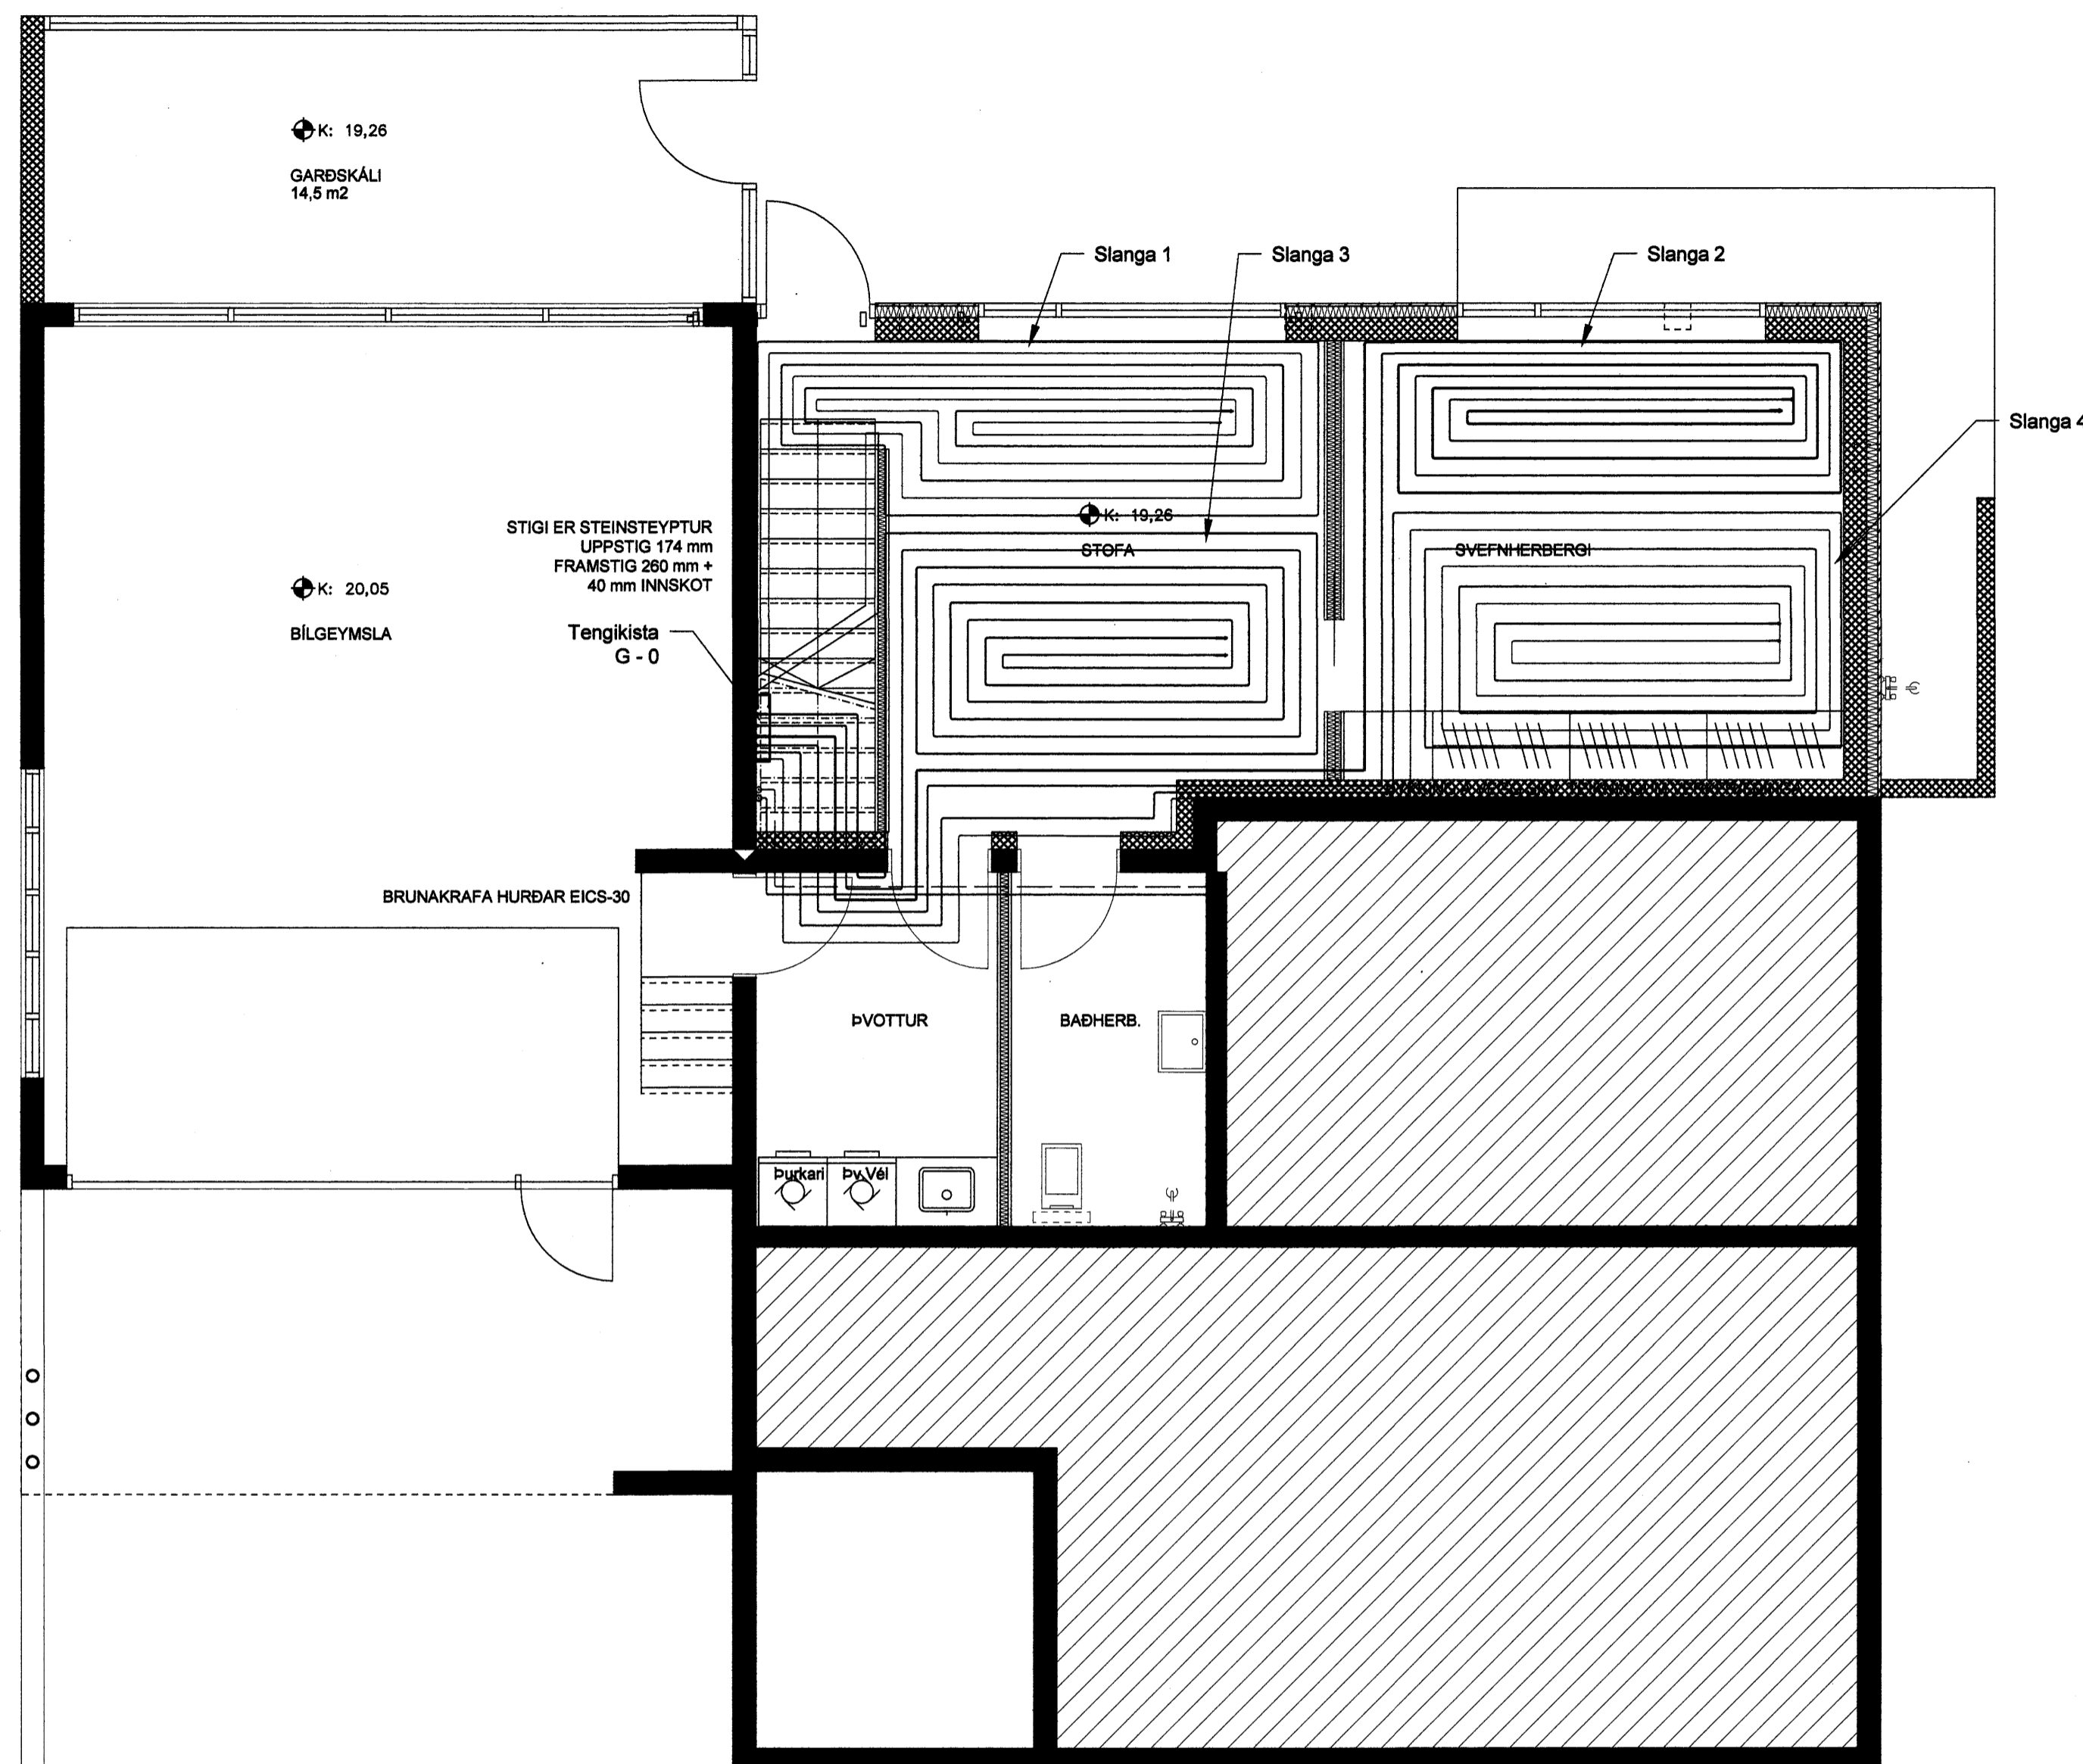 K: 19,26
GARÐSKÁLI
14,5 m2
Slanga 1
Slanga 3
Slanga 2
Slanga 4
K: 19,26
STOFA
SVEFNHERBERGI
STIGI ER STEINSTEYPTUR
UPPSTIG 174 mm
FRAMSTIG 260 mm +
40 mm INNSKOT
K: 20,05
BÍLGEYMSLA
Tengikista
G - 0
BRUNAKRAFA HURÐAR EICS-30
ÞVOTTUR
BAÐHERB.
Þurkari
Þv.Vél